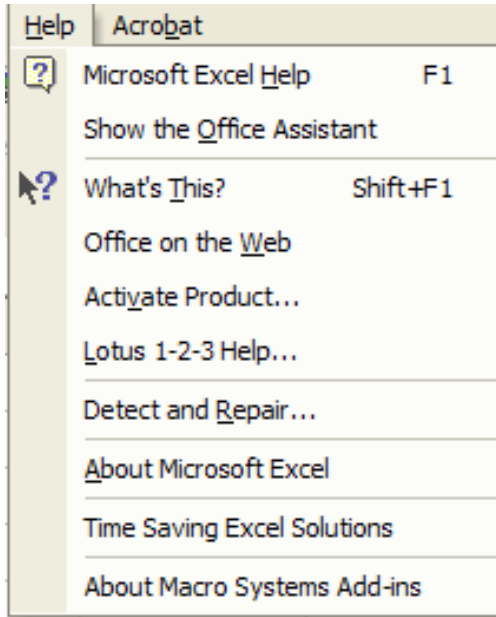 Help Acrobat
Microsoft Excel Help F1
Show the Office Assistant
What's This? Shift+F1
Office on the Web
Activate Product...
Lotus 1-2-3 Help...
Detect and Repair...
About Microsoft Excel
Time Saving Excel Solutions
About Macro Systems Add-ins